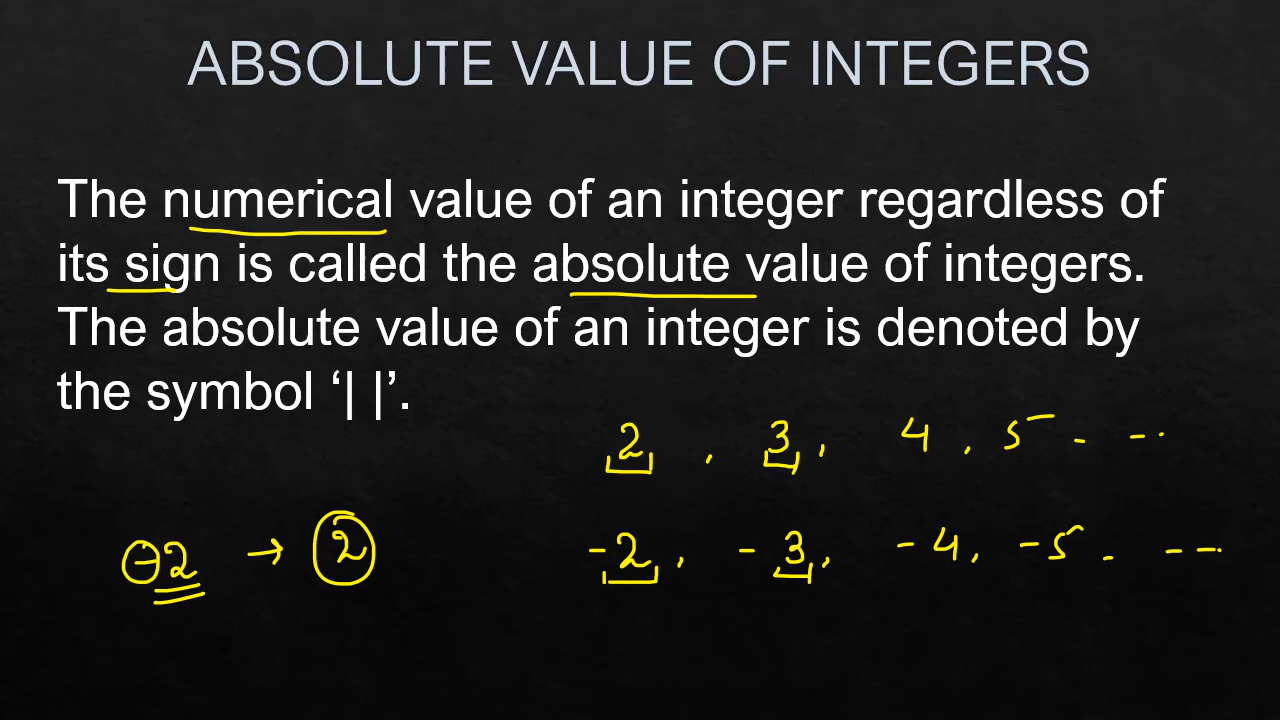 ABSOLUTE VALUE OF INTEGERS
The numerical value of an integer regardless of
its sign is called the absolute value of integers.
The absolute value of an integer is denoted by
the symbol ‘| |’.
2 , 3 , 4 , 5 - - ..
-2 → 2
-2 , -3 , -4 , -5 . - - .